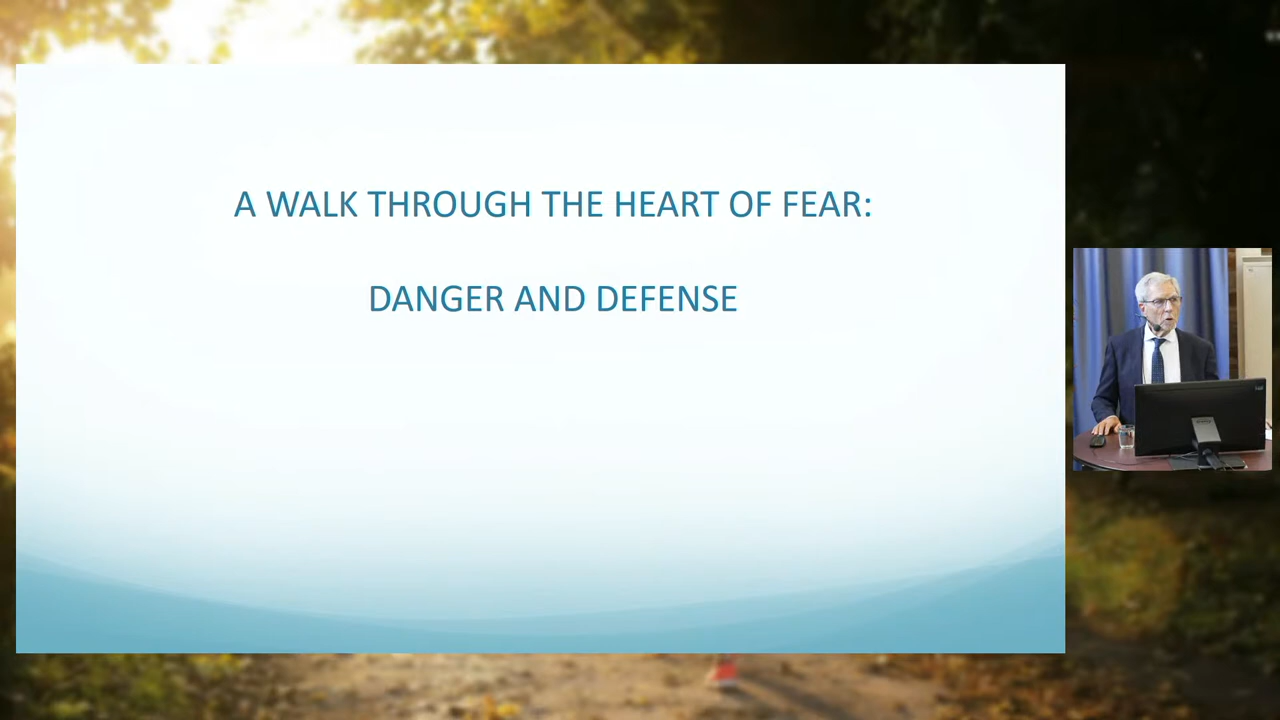 A WALK THROUGH THE HEART OF FEAR:
DANGER AND DEFENSE